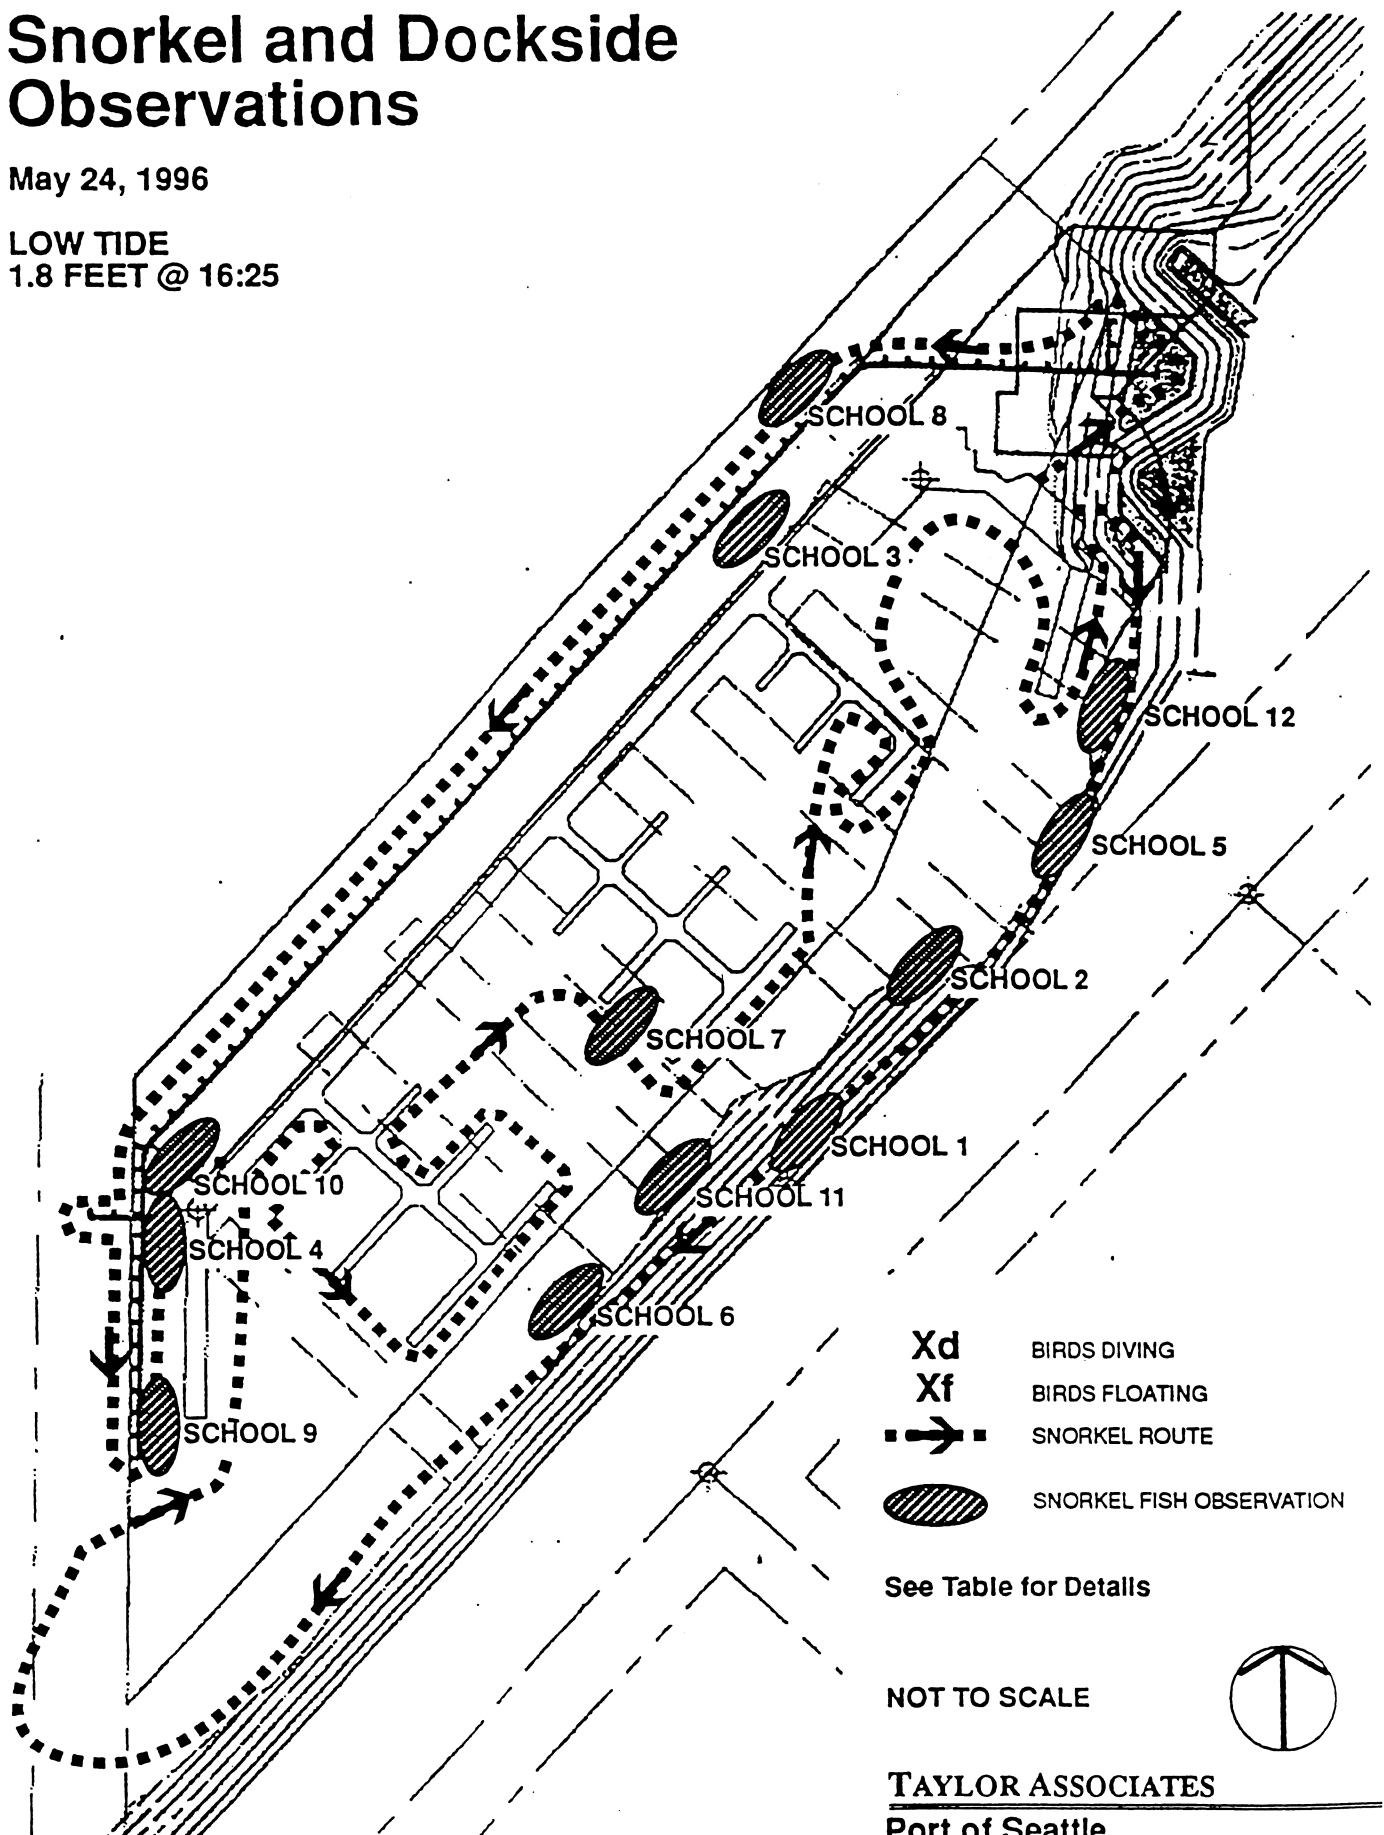 Snorkel and Dockside
Observations
May 24, 1996
LOW TIDE
1.8 FEET @ 16:25
SCHOOL 8
SCHOOL 3
SCHOOL 12
SCHOOL 5
SCHOOL 2
SCHOOL 7
SCHOOL 1
SCHOOL 10
SCHOOL 11
SCHOOL 4
SCHOOL 6
SCHOOL 9
Xd BIRDS DIVING
Xf BIRDS FLOATING
SNORKEL ROUTE
SNORKEL FISH OBSERVATION
See Table for Details
NOT TO SCALE
TAYLOR ASSOCIATES
Port of Seattle